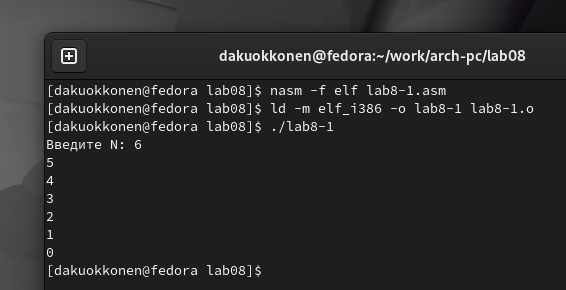 dakuokkonen@fedora:~/work/arch-pc/lab08
[dakuokkonen@fedora lab08]$ nasm -f elf lab8-1.asm
[dakuokkonen@fedora lab08]$ ld -m elf_i386 -o lab8-1 lab8-1.o
[dakuokkonen@fedora lab08]$ ./lab8-1
Введите N: 6
5
4
3
2
1
0
[dakuokkonen@fedora lab08]$